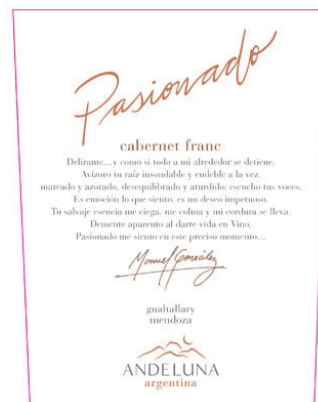 Pasionado
cabernet franc
Delirante...y como si todo a mi alrededor se detiene.
Avizoro tu raíz insondable y endeble a la vez.
mareado y azorado, desequilibrado y aturdido; escucho tus voces.
Es emoción lo que siento, es un deseo impetuoso.
Tu salvaje esencia me ciega, me colma y mi cordura se lleva.
Demente aparento al darte vida en Vino.
Pasionado me siento en este preciso momento...
Manuel González
gualtallary
mendoza
ANDELUNA
argentina